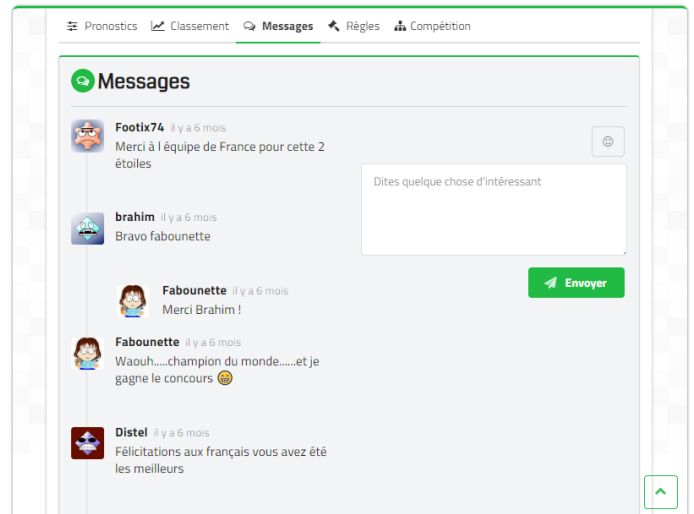 Pronostics Classement Messages Règles Compétition
Messages
Footix74 il y a 6 mois
Merci à l équipe de France pour cette 2
étoiles
Dites quelque chose d'intéressant
brahim il y a 6 mois
Bravo fabounette
Envoyer
Fabounette il y a 6 mois
Merci Brahim !
Fabounette il y a 6 mois
Waouh.....champion du monde......et je
gagne le concours 😁
Distel il y a 6 mois
Félicitations aux français vous avez été
les meilleurs